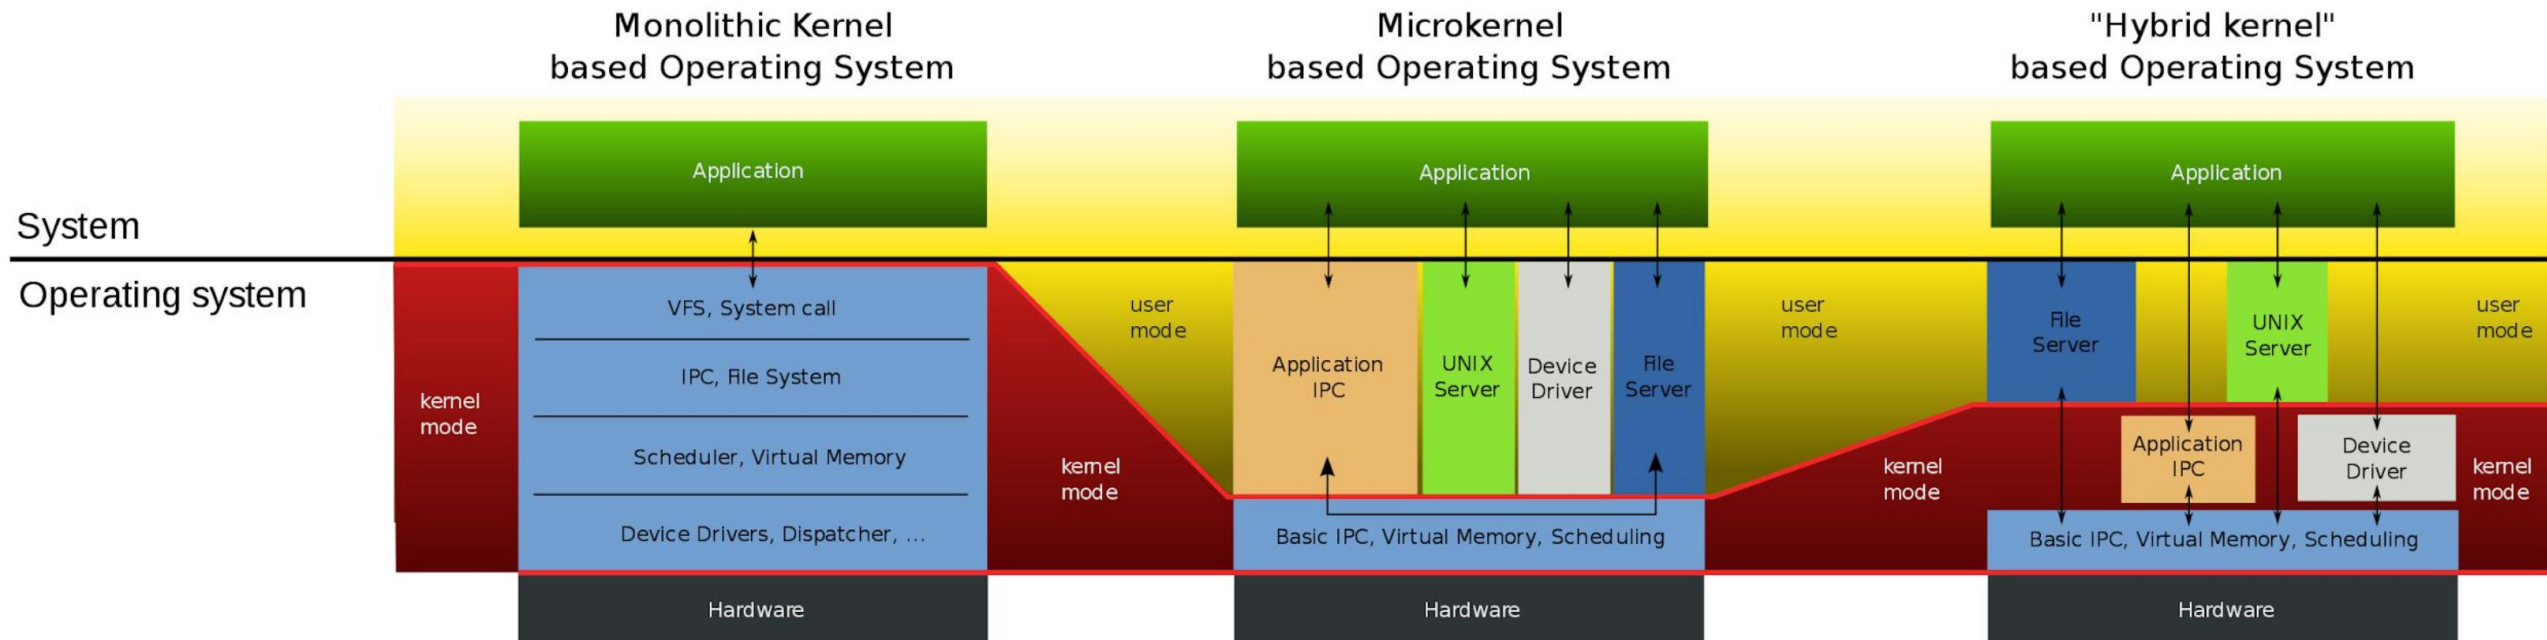 Monolithic Kernel
based Operating System
Microkernel
based Operating System
"Hybrid kernel"
based Operating System
System
Operating system
Application
VFS, System call
IPC, File System
Scheduler, Virtual Memory
Device Drivers, Dispatcher, ...
Hardware
kernel
mode
kernel
mode
user
mode
Application
Application
IPC
UNIX
Server
Device
Driver
File
Server
Basic IPC, Virtual Memory, Scheduling
Hardware
user
mode
kernel
mode
Application
File
Server
UNIX
Server
Application
IPC
Device
Driver
Basic IPC, Virtual Memory, Scheduling
Hardware
user
mode
kernel
mode